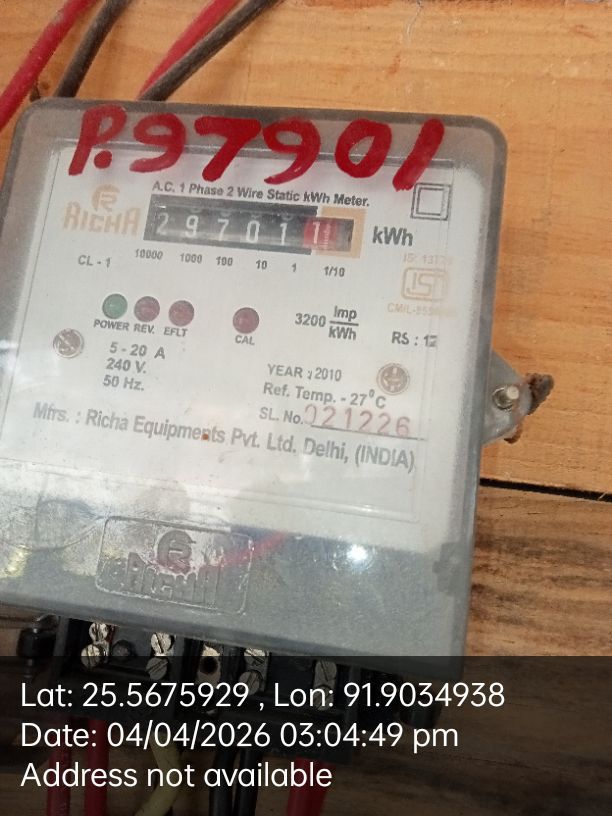 P.97901
A.C. 1 Phase 2 Wire Static kWh Meter.
RICHA
297011 kWh
CL - 1
10000 1000 100 10 1 1/10
ISI
3200 Imp/kWh
POWER REV. EFLT CAL
RS : 12
5 - 20 A
240 V.
50 Hz.
YEAR : 2010
Ref. Temp. - 27°C
SL. No. 021226
Mfrs. : Richa Equipments Pvt. Ltd. Delhi, (INDIA)
RICHA
Lat: 25.5675929 , Lon: 91.9034938
Date: 04/04/2026 03:04:49 pm
Address not available